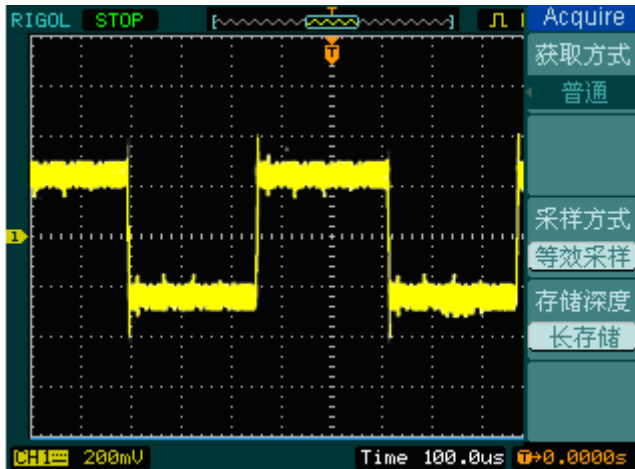 RIGOL STOP
Acquire
获取方式
普通
采样方式
等效采样
存储深度
长存储
T
T
1
CH1 200mV Time 100.0us T→0.0000s